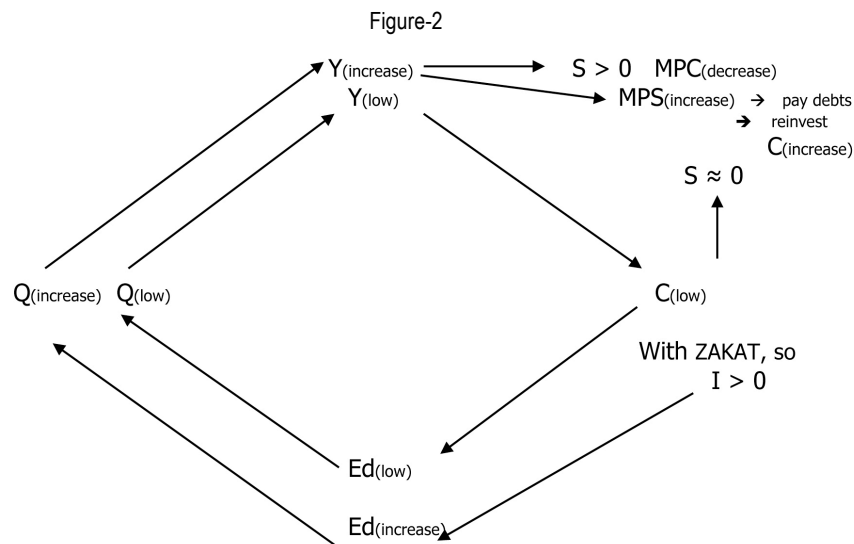 Figure-2
Y(increase) S > 0 MPC(decrease)
Y(low) MPS(increase) → pay debts
➔ reinvest
C(increase)
S ≈ 0
Q(increase) Q(low) C(low)
With ZAKAT, so
I > 0
Ed(low)
Ed(increase)